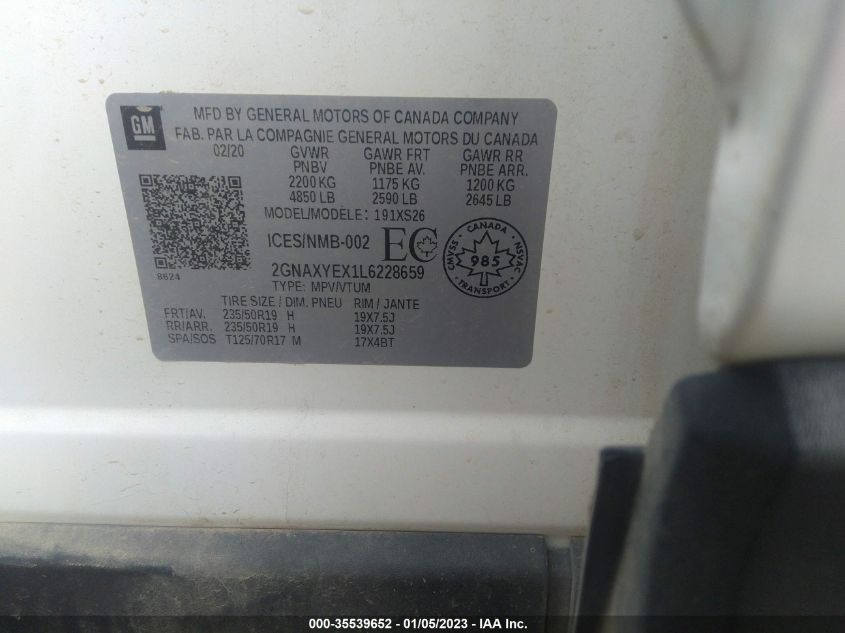 GM
MFD BY GENERAL MOTORS OF CANADA COMPANY
FAB. PAR LA COMPAGNIE GENERAL MOTORS DU CANADA
02/20 GVWR GAWR FRT GAWR RR
PNBV PNBE AV. PNBE ARR.
2200 KG 1175 KG 1200 KG
4850 LB 2590 LB 2645 LB
MODEL/MODÈLE: 191XS26
ICES/NMB-002 EC
8624 2GNAXYEX1L6228659
TYPE: MPV/VTUM
CANADA
CMVSS 985 NSVAC
TRANSPORT
TIRE SIZE / DIM. PNEU RIM / JANTE
FRT/AV. 235/50R19 H 19X7.5J
RR/ARR. 235/50R19 H 19X7.5J
SPA/SOS T125/70R17 M 17X4BT
000-35539652 - 01/05/2023 - IAA Inc.